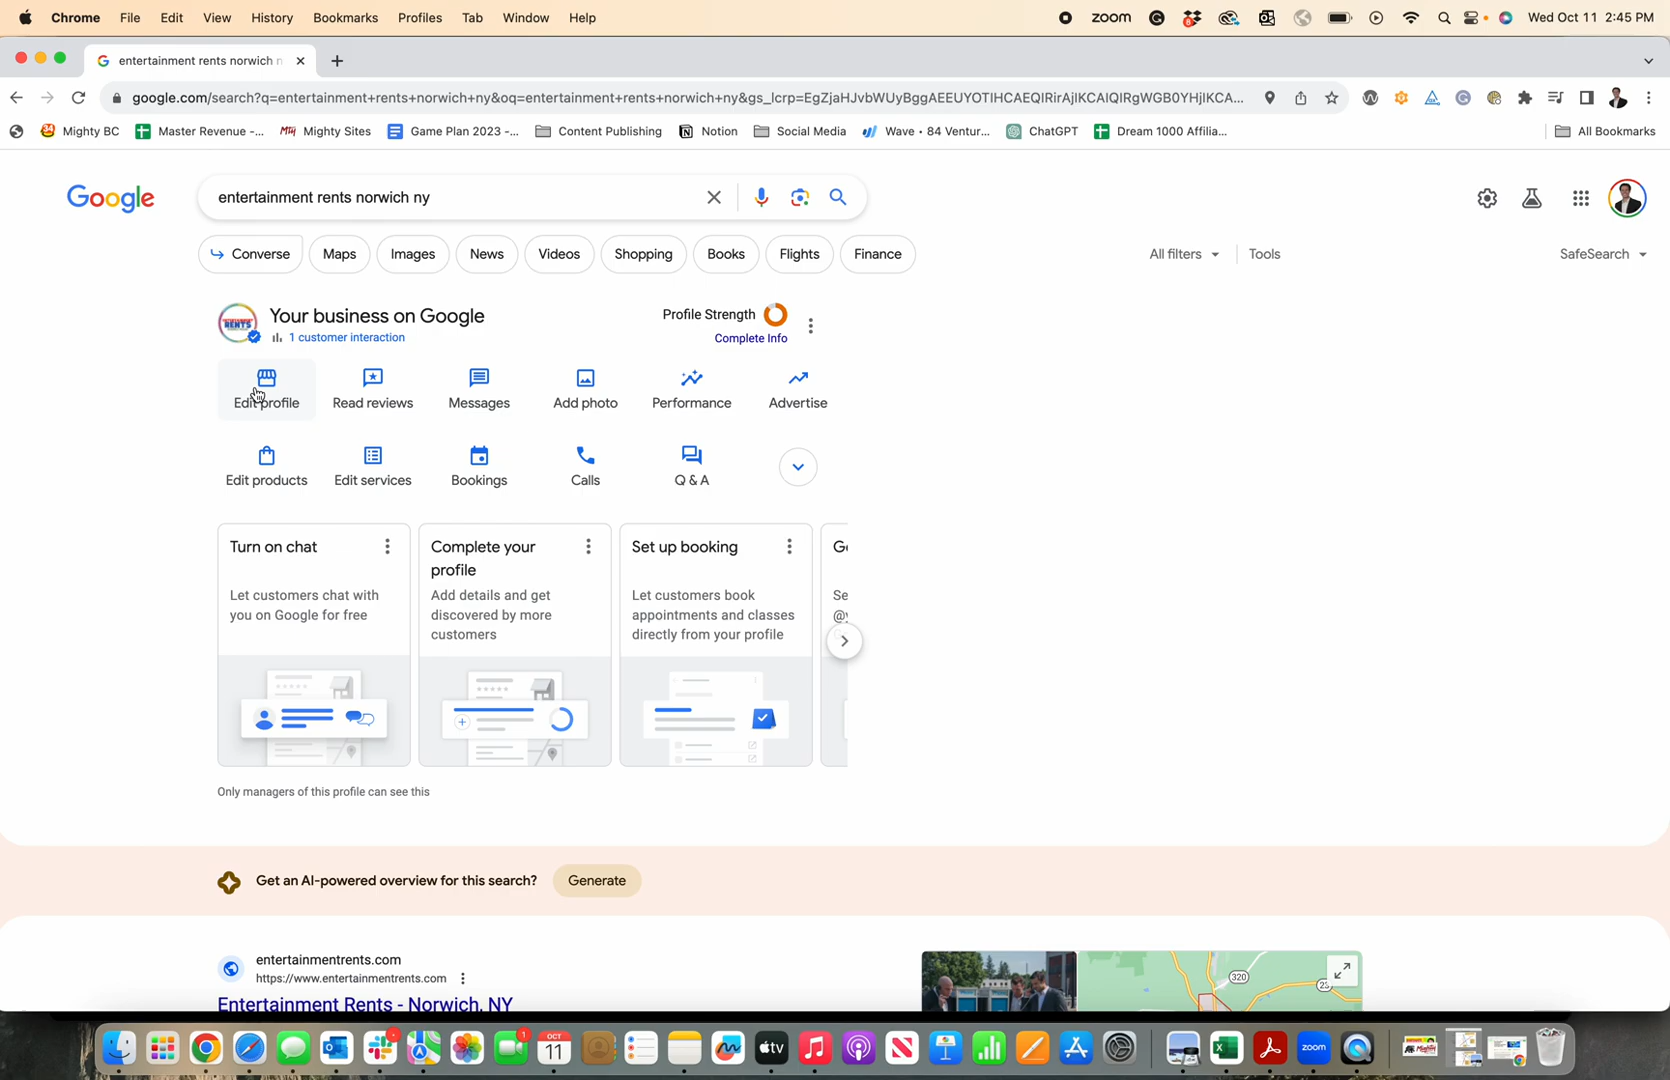 Chrome File Edit View History Bookmarks Profiles Tab Window Help zoom Wed Oct 11 2:45 PM
entertainment rents norwich n
google.com/search?q=entertainment+rents+norwich+ny&oq=entertainment+rents+norwich+ny&gs_lcrp=EgZjaHJvbWUyBggAEEUYOTIHCAEQIRirAjIKCAIQIRgWGB0YHjIKCA...
Mighty BC Master Revenue -... Mighty Sites Game Plan 2023 -... Content Publishing Notion Social Media Wave • 84 Ventur... ChatGPT Dream 1000 Affilia... All Bookmarks
Google entertainment rents norwich ny
Converse Maps Images News Videos Shopping Books Flights Finance All filters Tools SafeSearch
Your business on Google Profile Strength
1 customer interaction Complete Info
Edit profile Read reviews Messages Add photo Performance Advertise
Edit products Edit services Bookings Calls Q & A
Turn on chat
Let customers chat with
you on Google for free
Complete your
profile
Add details and get
discovered by more
customers
Set up booking
Let customers book
appointments and classes
directly from your profile
Only managers of this profile can see this
Get an AI-powered overview for this search? Generate
entertainmentrents.com
https://www.entertainmentrents.com
Entertainment Rents - Norwich, NY
320
OCT
11
1
tv
zoom